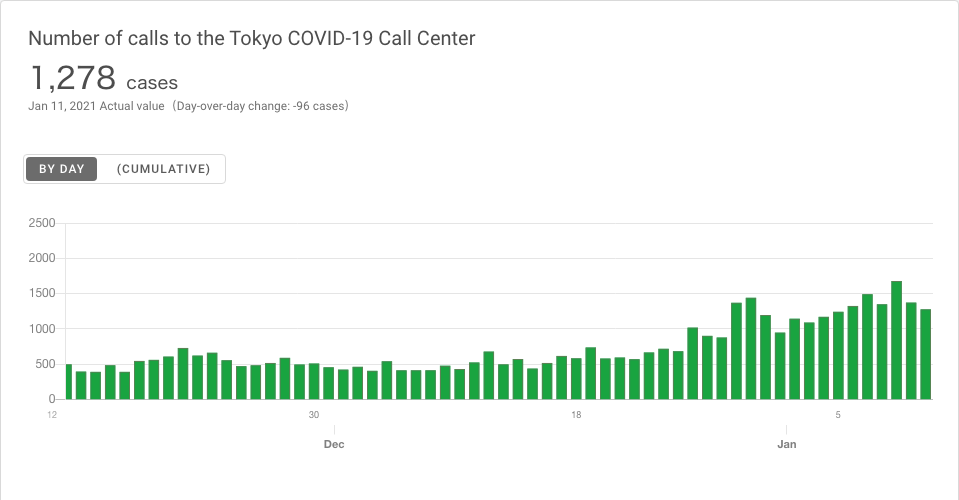 Number of calls to the Tokyo COVID-19 Call Center
1,278 cases
Jan 11, 2021 Actual value（Day-over-day change: -96 cases）
BY DAY (CUMULATIVE)
2500
2000
1500
1000
500
0
12 30 18 5
Dec Jan